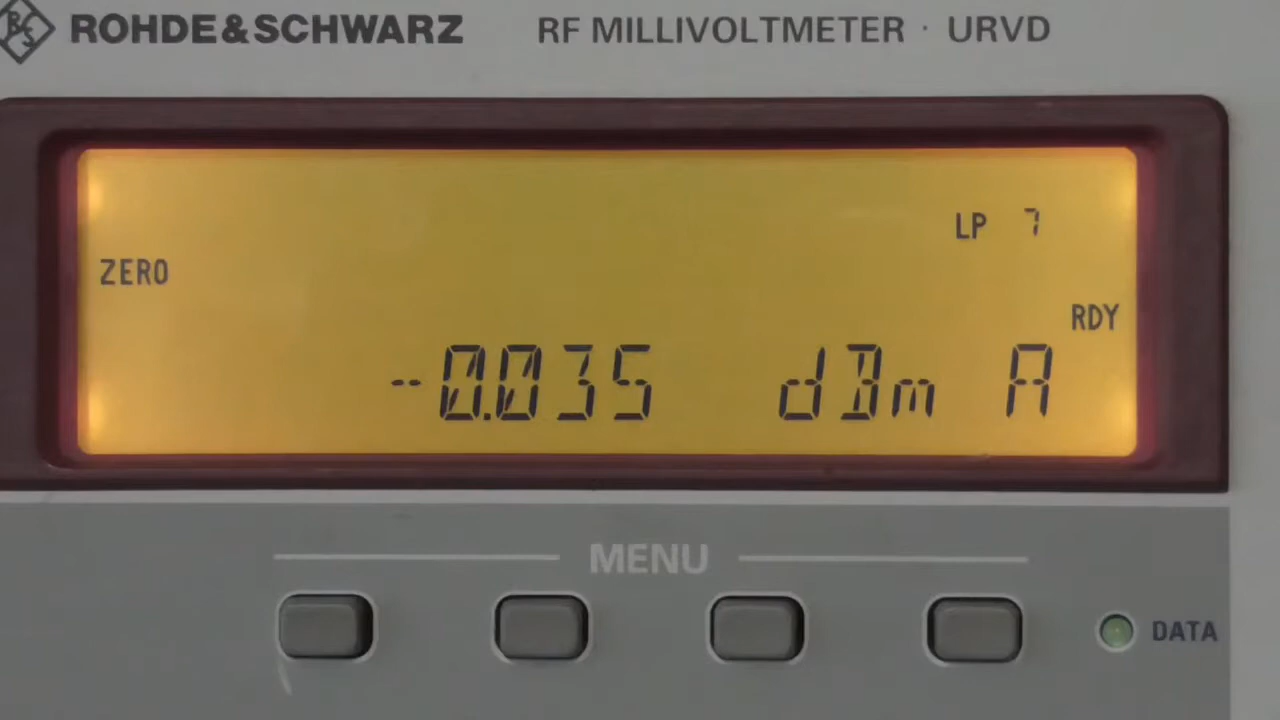 ROHDE&SCHWARZ RF MILLIVOLTMETER · URVD
LP 7
ZERO
RDY
-0.035 dBm A
MENU
DATA